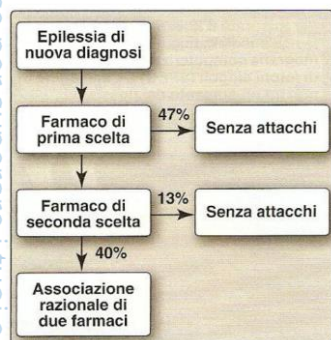 Epilessia di
nuova diagnosi
Farmaco di
prima scelta
47%
Senza attacchi
Farmaco di
seconda scelta
13%
Senza attacchi
40%
Associazione
razionale di
due farmaci